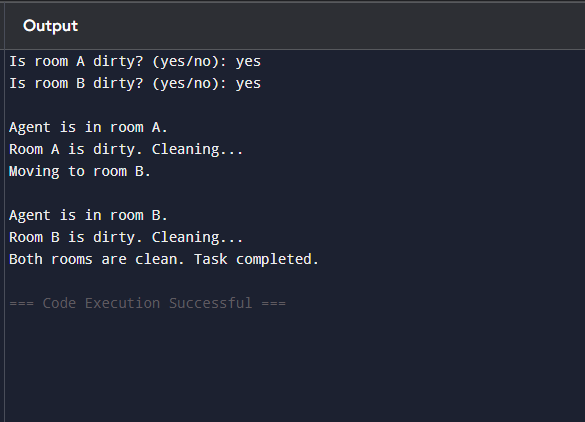 Output
Is room A dirty? (yes/no): yes
Is room B dirty? (yes/no): yes
Agent is in room A.
Room A is dirty. Cleaning...
Moving to room B.
Agent is in room B.
Room B is dirty. Cleaning...
Both rooms are clean. Task completed.
=== Code Execution Successful ===